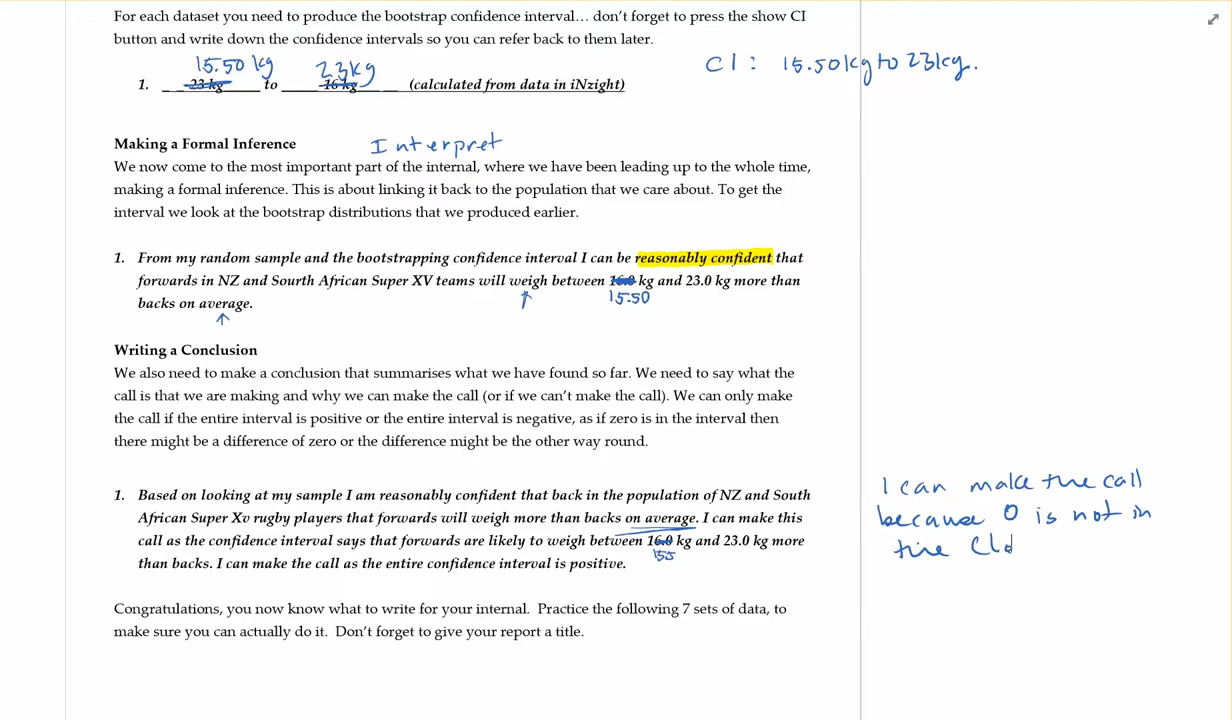 For each dataset you need to produce the bootstrap confidence interval… don't forget to press the show CI
button and write down the confidence intervals so you can refer back to them later.
15.50 kg 23kg
CI: 15.50kg to 23kg.
1. 23 kg to 16 kg (calculated from data in iNzight)
Making a Formal Inference
Interpret
We now come to the most important part of the internal, where we have been leading up to the whole time,
making a formal inference. This is about linking it back to the population that we care about. To get the
interval we look at the bootstrap distributions that we produced earlier.
1. From my random sample and the bootstrapping confidence interval I can be reasonably confident that
forwards in NZ and Sourth African Super XV teams will weigh between 16.0 kg and 23.0 kg more than
15.50
backs on average.
Writing a Conclusion
We also need to make a conclusion that summarises what we have found so far. We need to say what the
call is that we are making and why we can make the call (or if we can't make the call). We can only make
the call if the entire interval is positive or the entire interval is negative, as if zero is in the interval then
there might be a difference of zero or the difference might be the other way round.
1. Based on looking at my sample I am reasonably confident that back in the population of NZ and South
African Super Xv rugby players that forwards will weigh more than backs on average. I can make this
call as the confidence interval says that forwards are likely to weigh between 16.0 kg and 23.0 kg more
155
than backs. I can make the call as the entire confidence interval is positive.
I can make the call
because 0 is not in
the CI
Congratulations, you now know what to write for your internal. Practice the following 7 sets of data, to
make sure you can actually do it. Don't forget to give your report a title.